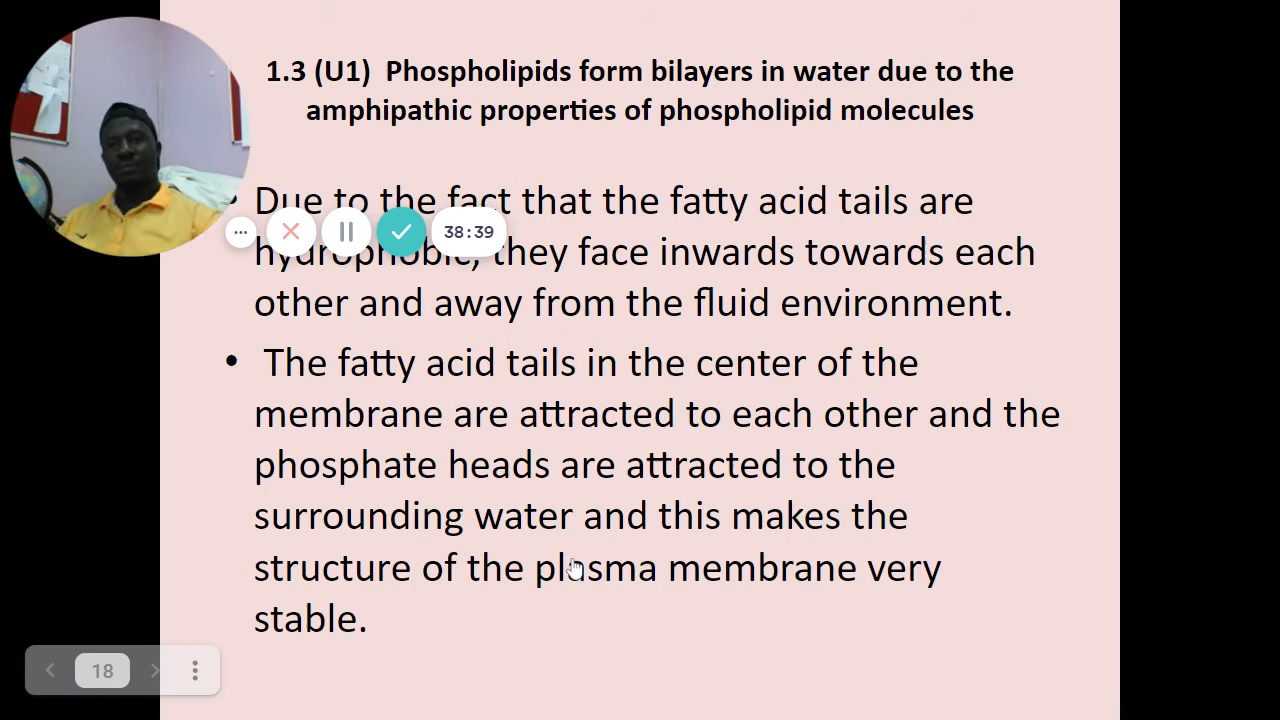 1.3 (U1) Phospholipids form bilayers in water due to the
amphipathic properties of phospholipid molecules
• Due to the fact that the fatty acid tails are
hydrophobic, they face inwards towards each
other and away from the fluid environment.
• The fatty acid tails in the center of the
membrane are attracted to each other and the
phosphate heads are attracted to the
surrounding water and this makes the
structure of the plasma membrane very
stable.
38:39
18